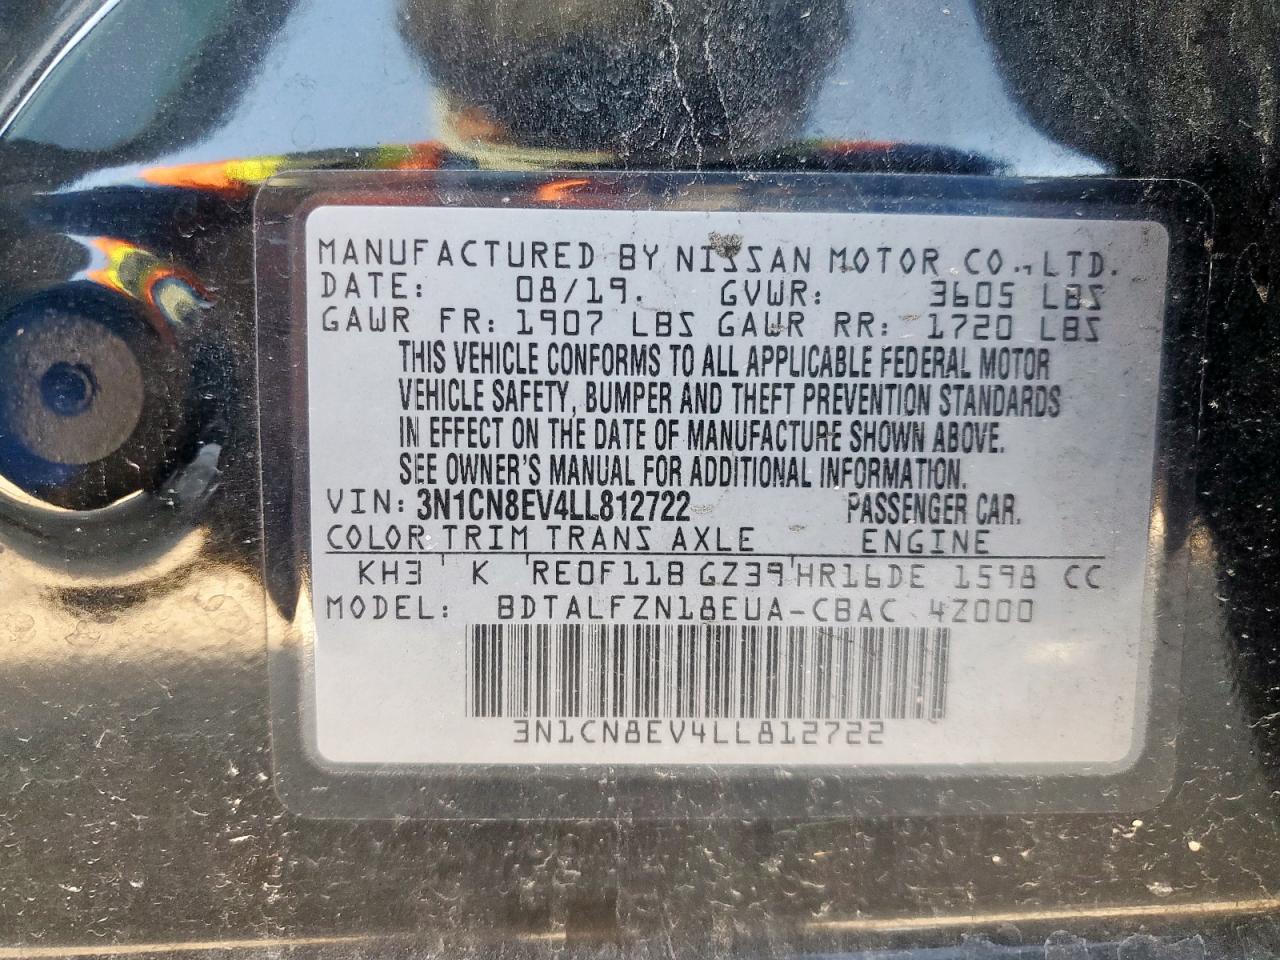 MANUFACTURED BY NISSAN MOTOR CO., LTD.
DATE: 08/19. GVWR: 3605 LBS
GAWR FR: 1907 LBS GAWR RR: 1720 LBS
THIS VEHICLE CONFORMS TO ALL APPLICABLE FEDERAL MOTOR
VEHICLE SAFETY, BUMPER AND THEFT PREVENTION STANDARDS
IN EFFECT ON THE DATE OF MANUFACTURE SHOWN ABOVE.
SEE OWNER'S MANUAL FOR ADDITIONAL INFORMATION.
VIN: 3N1CN8EV4LL812722 PASSENGER CAR.
COLOR TRIM TRANS AXLE ENGINE
KH3 K RE0F11B GZ39 HR16DE 1598 CC
MODEL: BDTALFZN18EUA-CBAC 4Z000
3N1CN8EV4LL812722